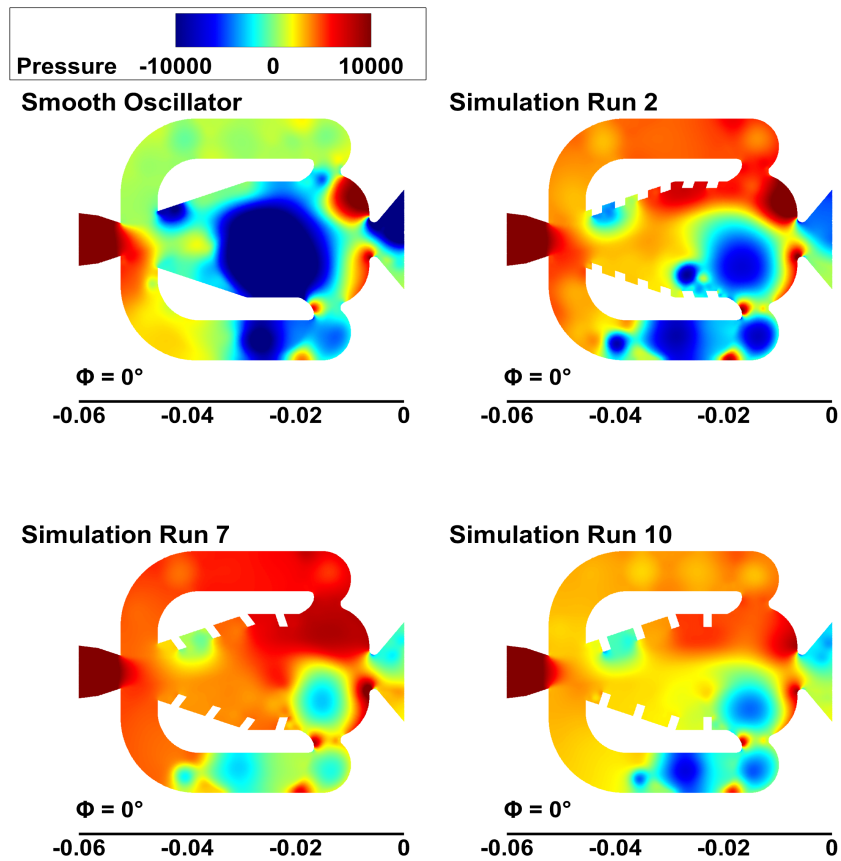 Pressure -10000 0 10000
Smooth Oscillator
Simulation Run 2
Φ = 0°
Φ = 0°
-0.06 -0.04 -0.02 0
-0.06 -0.04 -0.02 0
Simulation Run 7
Simulation Run 10
Φ = 0°
Φ = 0°
-0.06 -0.04 -0.02 0
-0.06 -0.04 -0.02 0